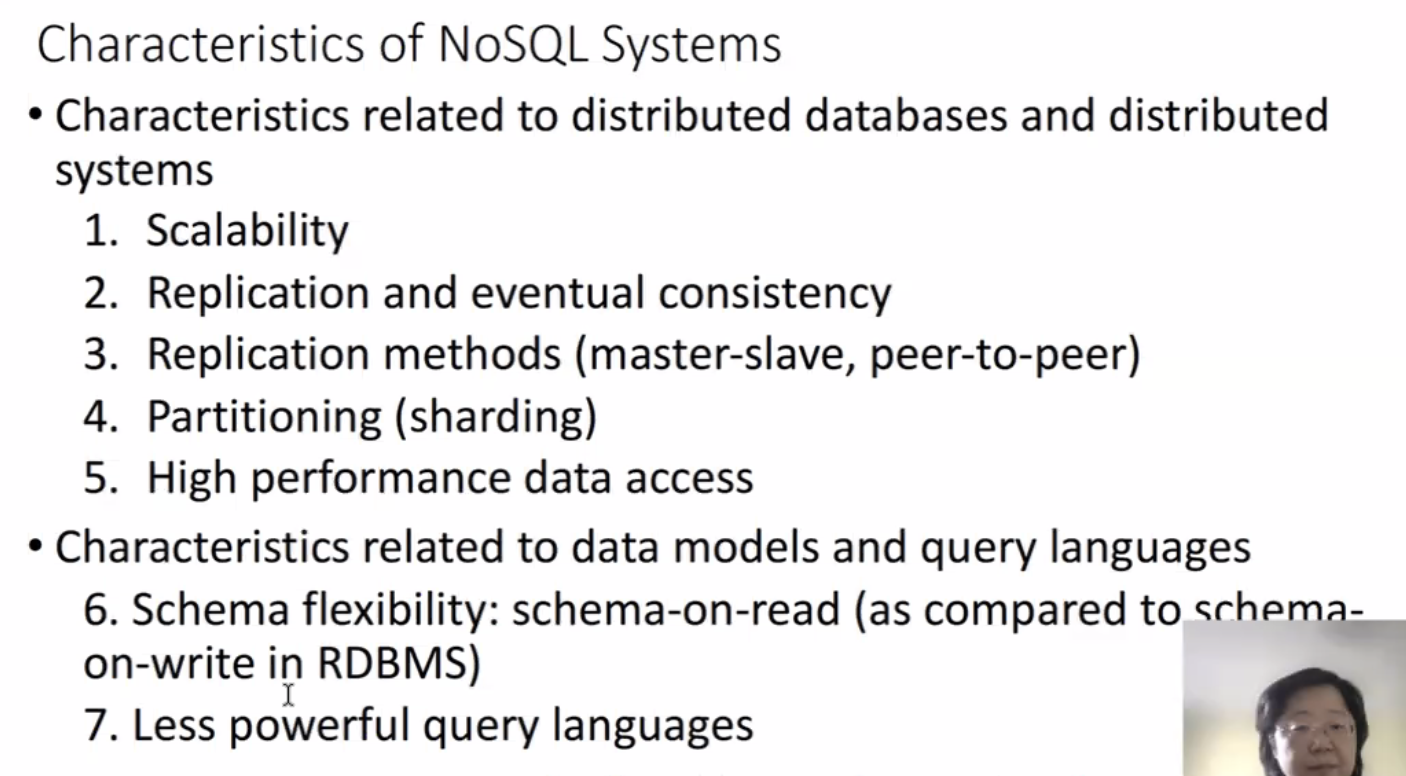 Characteristics of NoSQL Systems
• Characteristics related to distributed databases and distributed
systems
1. Scalability
2. Replication and eventual consistency
3. Replication methods (master-slave, peer-to-peer)
4. Partitioning (sharding)
5. High performance data access
• Characteristics related to data models and query languages
6. Schema flexibility: schema-on-read (as compared to schema-
on-write in RDBMS)
7. Less powerful query languages